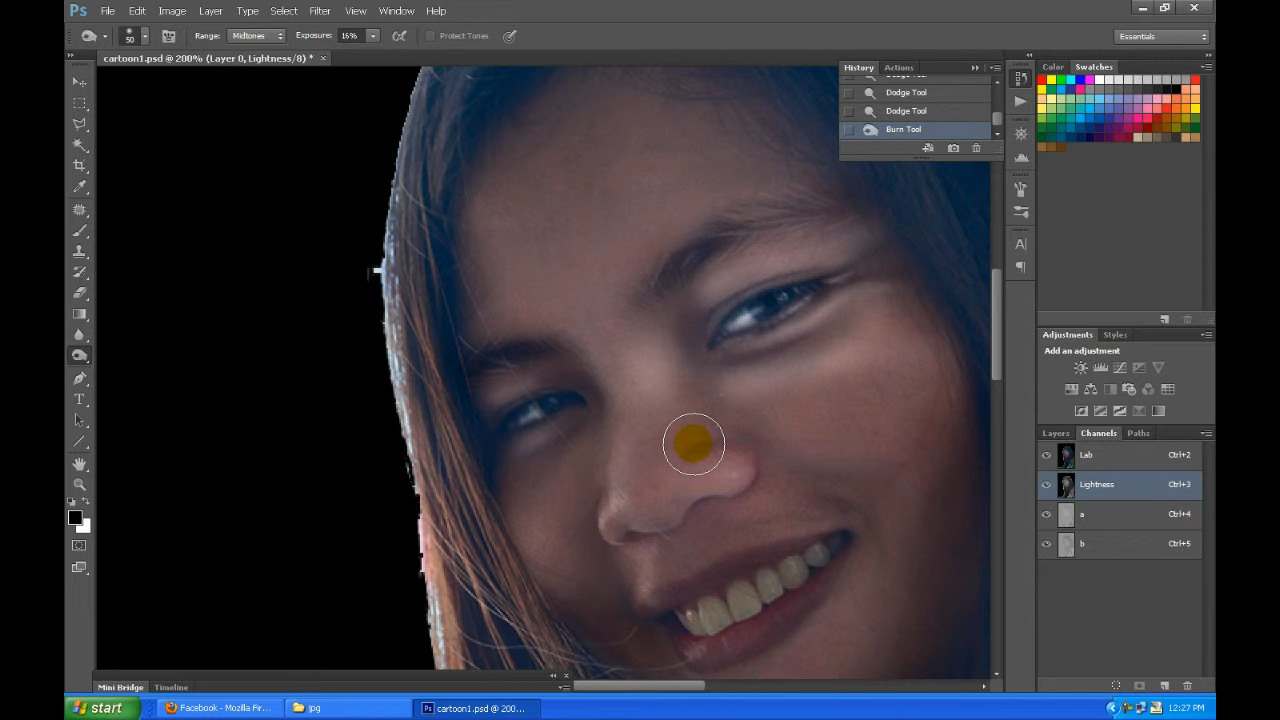 Ps File Edit Image Layer Type Select Filter View Window Help
50 Range: Midtones Exposure: 16% Protect Tones Essentials
cartoon1.psd @ 200% (Layer 0, Lightness/8) * ×
History Actions
Dodge Tool
Dodge Tool
Dodge Tool
Burn Tool
Color Swatches
Adjustments Styles
Add an adjustment
Layers Channels Paths
Lab Ctrl+2
Lightness Ctrl+3
a Ctrl+4
b Ctrl+5
Mini Bridge Timeline
start Facebook - Mozilla Fir... jpg Ps cartoon1.psd @ 200... 12:27 PM